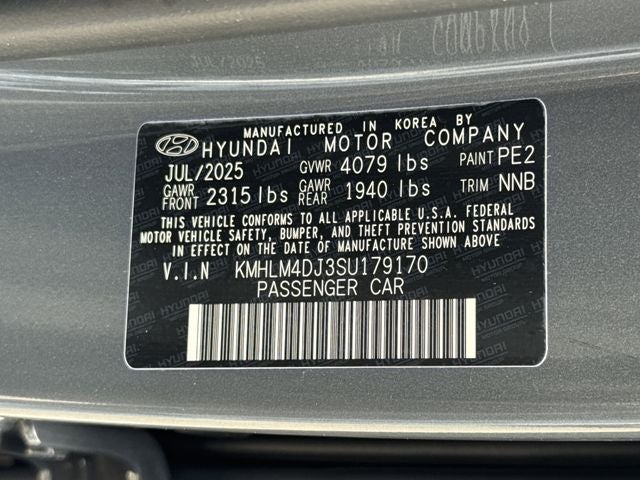 MANUFACTURED IN KOREA BY
HYUNDAI MOTOR COMPANY
JUL/2025 GVWR 4079 lbs PAINT PE2
GAWR FRONT 2315 lbs GAWR REAR 1940 lbs TRIM NNB
THIS VEHICLE CONFORMS TO ALL APPLICABLE U.S.A. FEDERAL
MOTOR VEHICLE SAFETY, BUMPER, AND THEFT PREVENTION STANDARDS
IN EFFECT ON THE DATE OF MANUFACTURE SHOWN ABOVE.
V.I.N KMHLM4DJ3SU179170
PASSENGER CAR